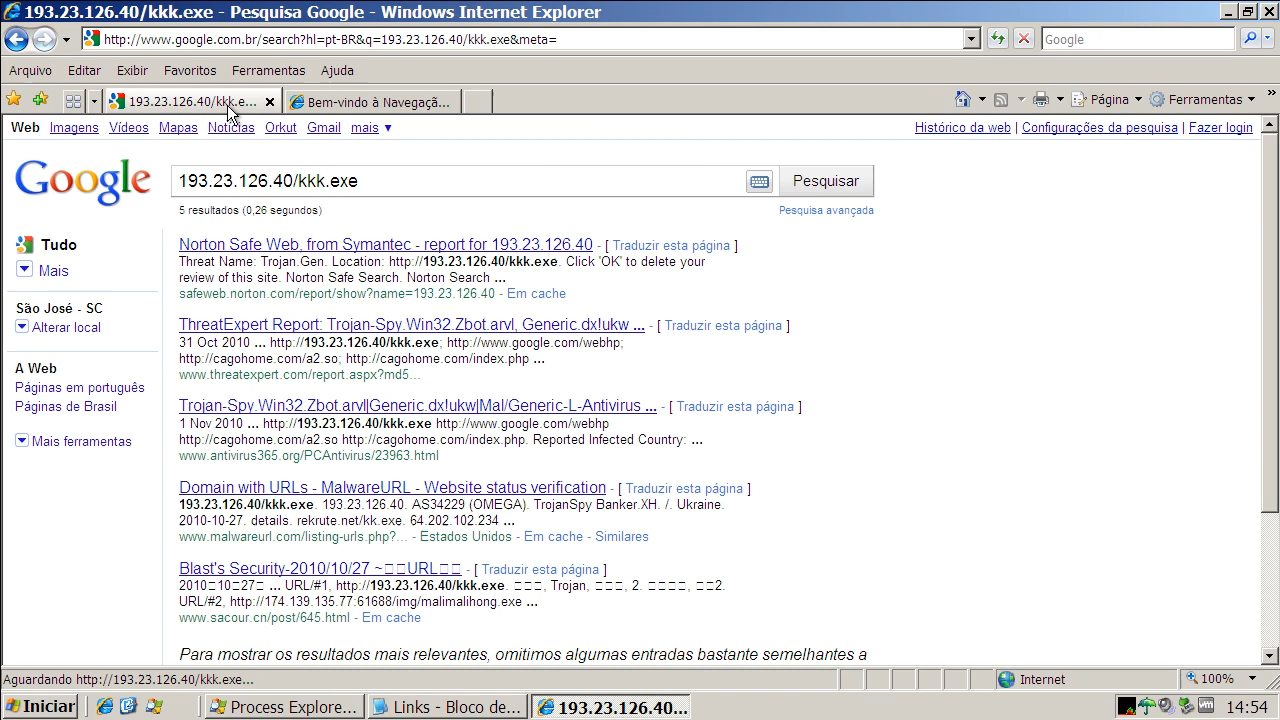 193.23.126.40/kkk.exe - Pesquisa Google - Windows Internet Explorer
http://www.google.com.br/search?hl=pt-BR&q=193.23.126.40/kkk.exe&meta=
Google
Arquivo Editar Exibir Favoritos Ferramentas Ajuda
193.23.126.40/kkk.e... Bem-vindo à Navegaçã... Página Ferramentas
Web Imagens Vídeos Mapas Notícias Orkut Gmail mais ▼ Histórico da web | Configurações da pesquisa | Fazer login
Google
193.23.126.40/kkk.exe
Pesquisar
5 resultados (0,26 segundos)
Pesquisa avançada
Tudo
Mais
São José - SC
Alterar local
A Web
Páginas em português
Páginas de Brasil
Mais ferramentas
Norton Safe Web, from Symantec - report for 193.23.126.40 - [ Traduzir esta página ]
Threat Name: Trojan.Gen. Location: http://193.23.126.40/kkk.exe. Click 'OK' to delete your
review of this site. Norton Safe Search. Norton Search ...
safeweb.norton.com/report/show?name=193.23.126.40 - Em cache
ThreatExpert Report: Trojan-Spy.Win32.Zbot.arvl, Generic.dx!ukw ... - [ Traduzir esta página ]
31 Oct 2010 ... http://193.23.126.40/kkk.exe; http://www.google.com/webhp;
http://cagohome.com/a2.so; http://cagohome.com/index.php ...
www.threatexpert.com/report.aspx?md5...
Trojan-Spy.Win32.Zbot.arvl|Generic.dx!ukw|Mal/Generic-L-Antivirus ... - [ Traduzir esta página ]
1 Nov 2010 ... http://193.23.126.40/kkk.exe http://www.google.com/webhp
http://cagohome.com/a2.so http://cagohome.com/index.php. Reported Infected Country: ...
www.antivirus365.org/PCAntivirus/23963.html
Domain with URLs - MalwareURL - Website status verification - [ Traduzir esta página ]
193.23.126.40/kkk.exe. 193.23.126.40. AS34229 (OMEGA). TrojanSpy Banker.XH. /. Ukraine.
2010-10-27. details. rekrute.net/kk.exe. 64.202.102.234 ...
www.malwareurl.com/listing-urls.php?... - Estados Unidos - Em cache - Similares
Blast's Security-2010/10/27 ~□□URL□□ - [ Traduzir esta página ]
2010□10□27□ ... URL/#1, http://193.23.126.40/kkk.exe. □□□, Trojan, □□□, 2. □□□□, □□2.
URL/#2, http://174.139.135.77:61688/img/malimalihong.exe ...
www.sacour.cn/post/645.html - Em cache
Para mostrar os resultados mais relevantes, omitimos algumas entradas bastante semelhantes a
Aguardando http://193.23.126.40/kkk.exe... Internet 100%
Iniciar Process Explore... Links - Bloco de... 193.23.126.40... 14:54